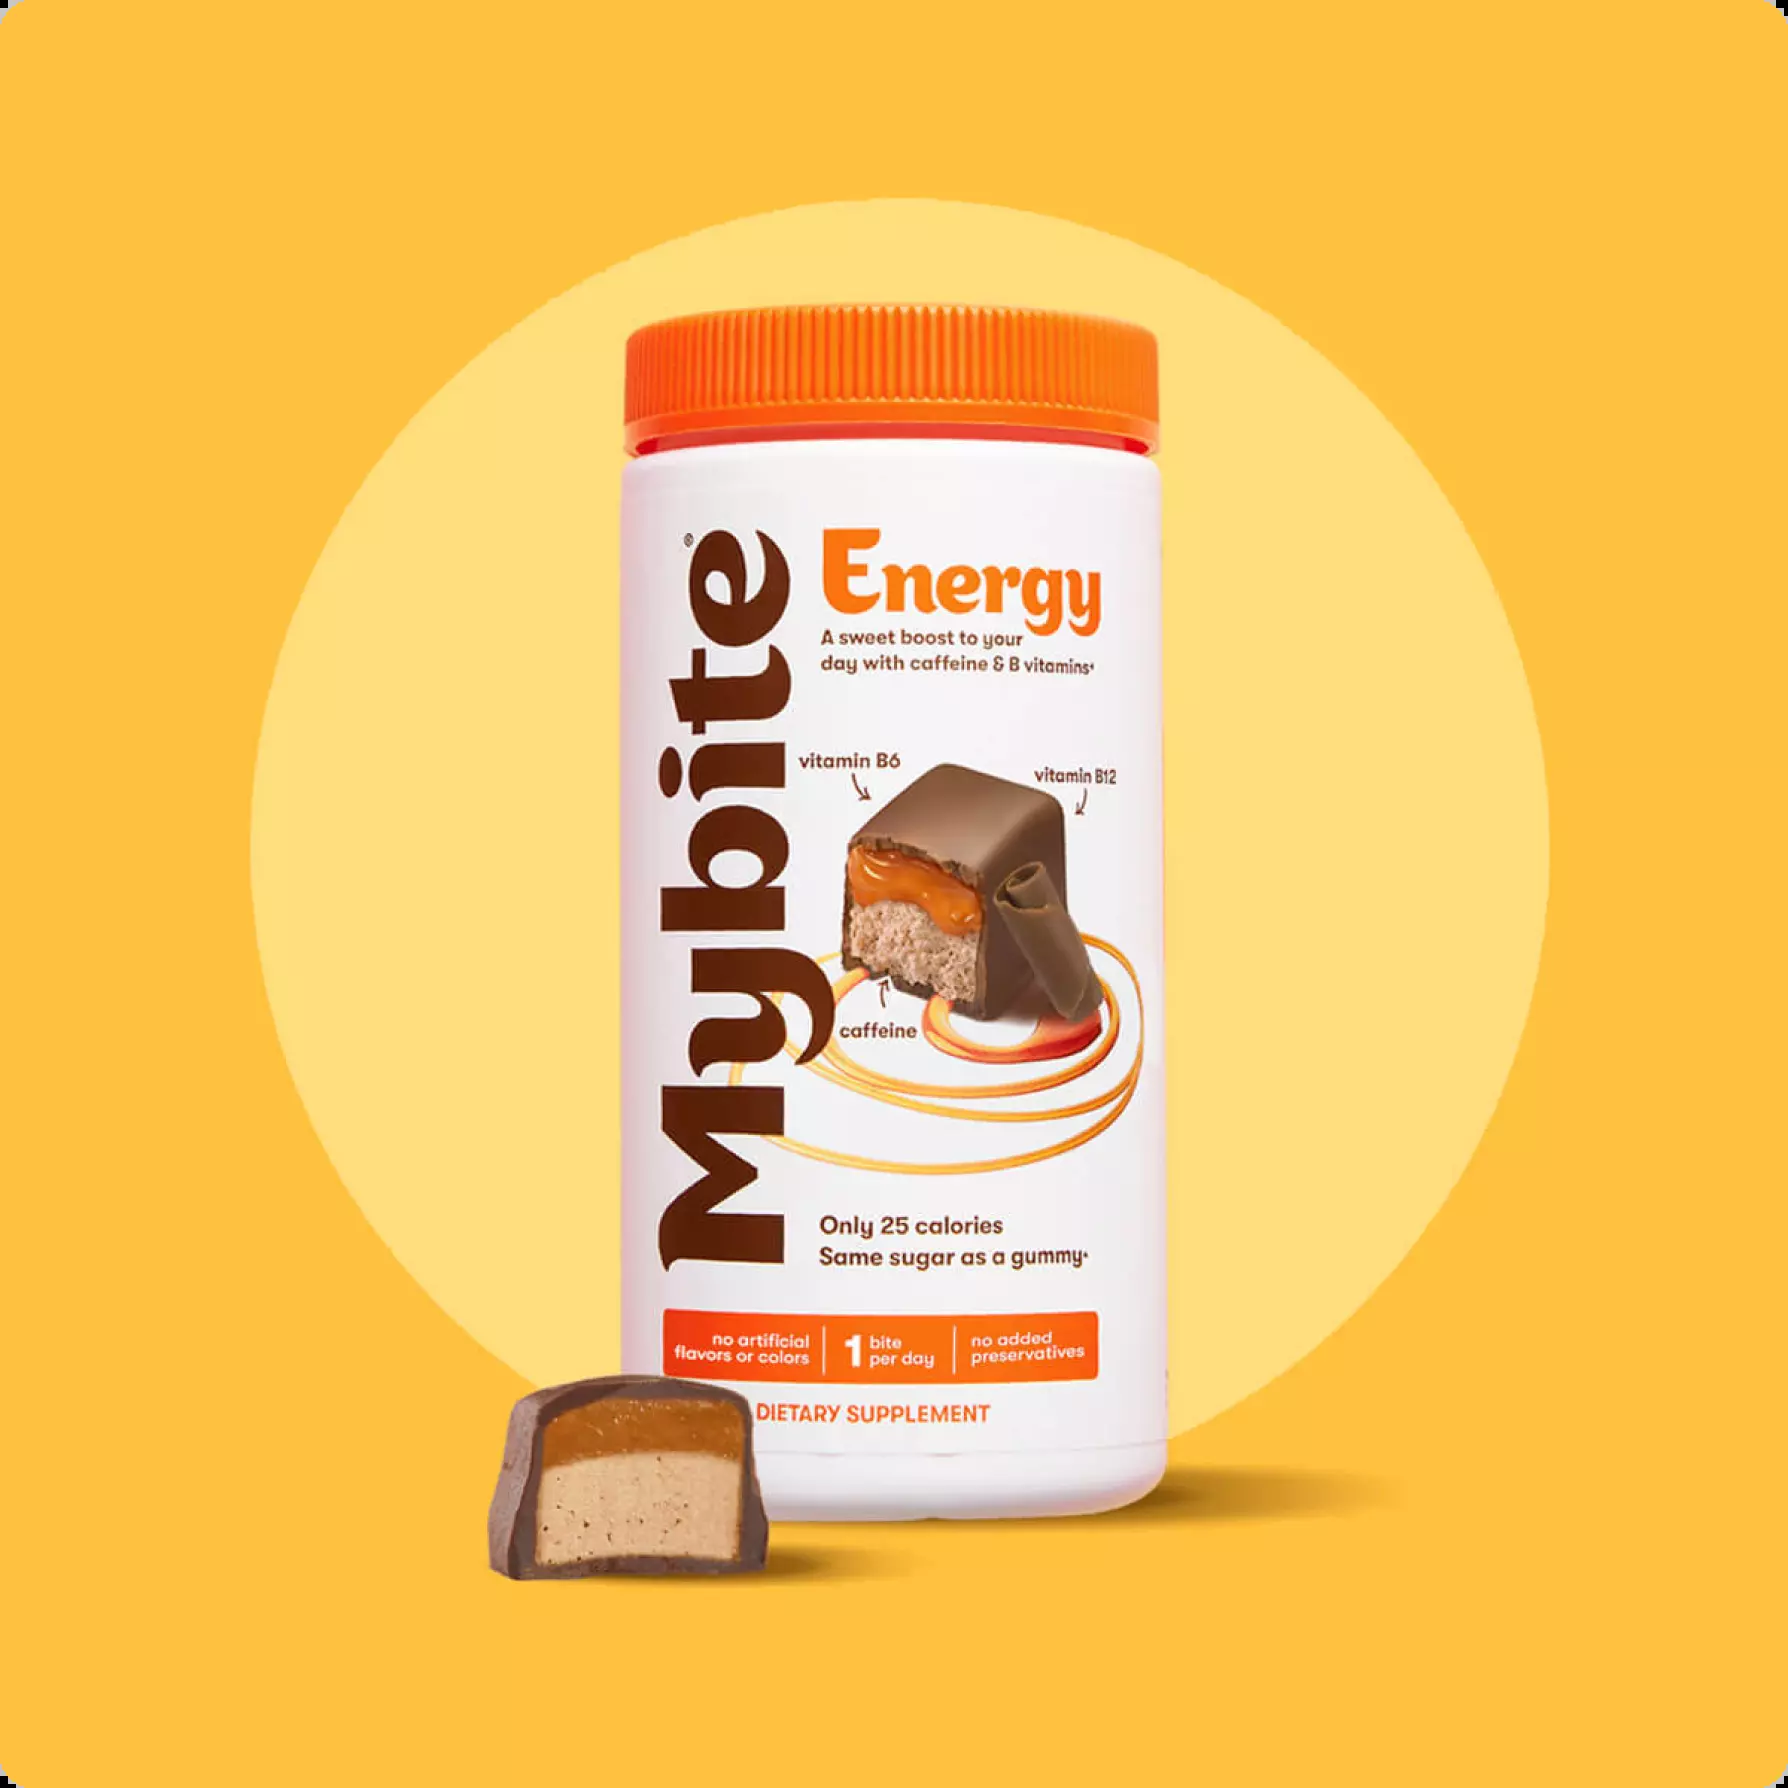 Mybite®
Energy
A sweet boost to your
day with caffeine & B vitamins
vitamin B6
vitamin B12
caffeine
Only 25 calories
Same sugar as a gummy
no artificial
flavors or colors
1 bite
per day
no added
preservatives
DIETARY SUPPLEMENT